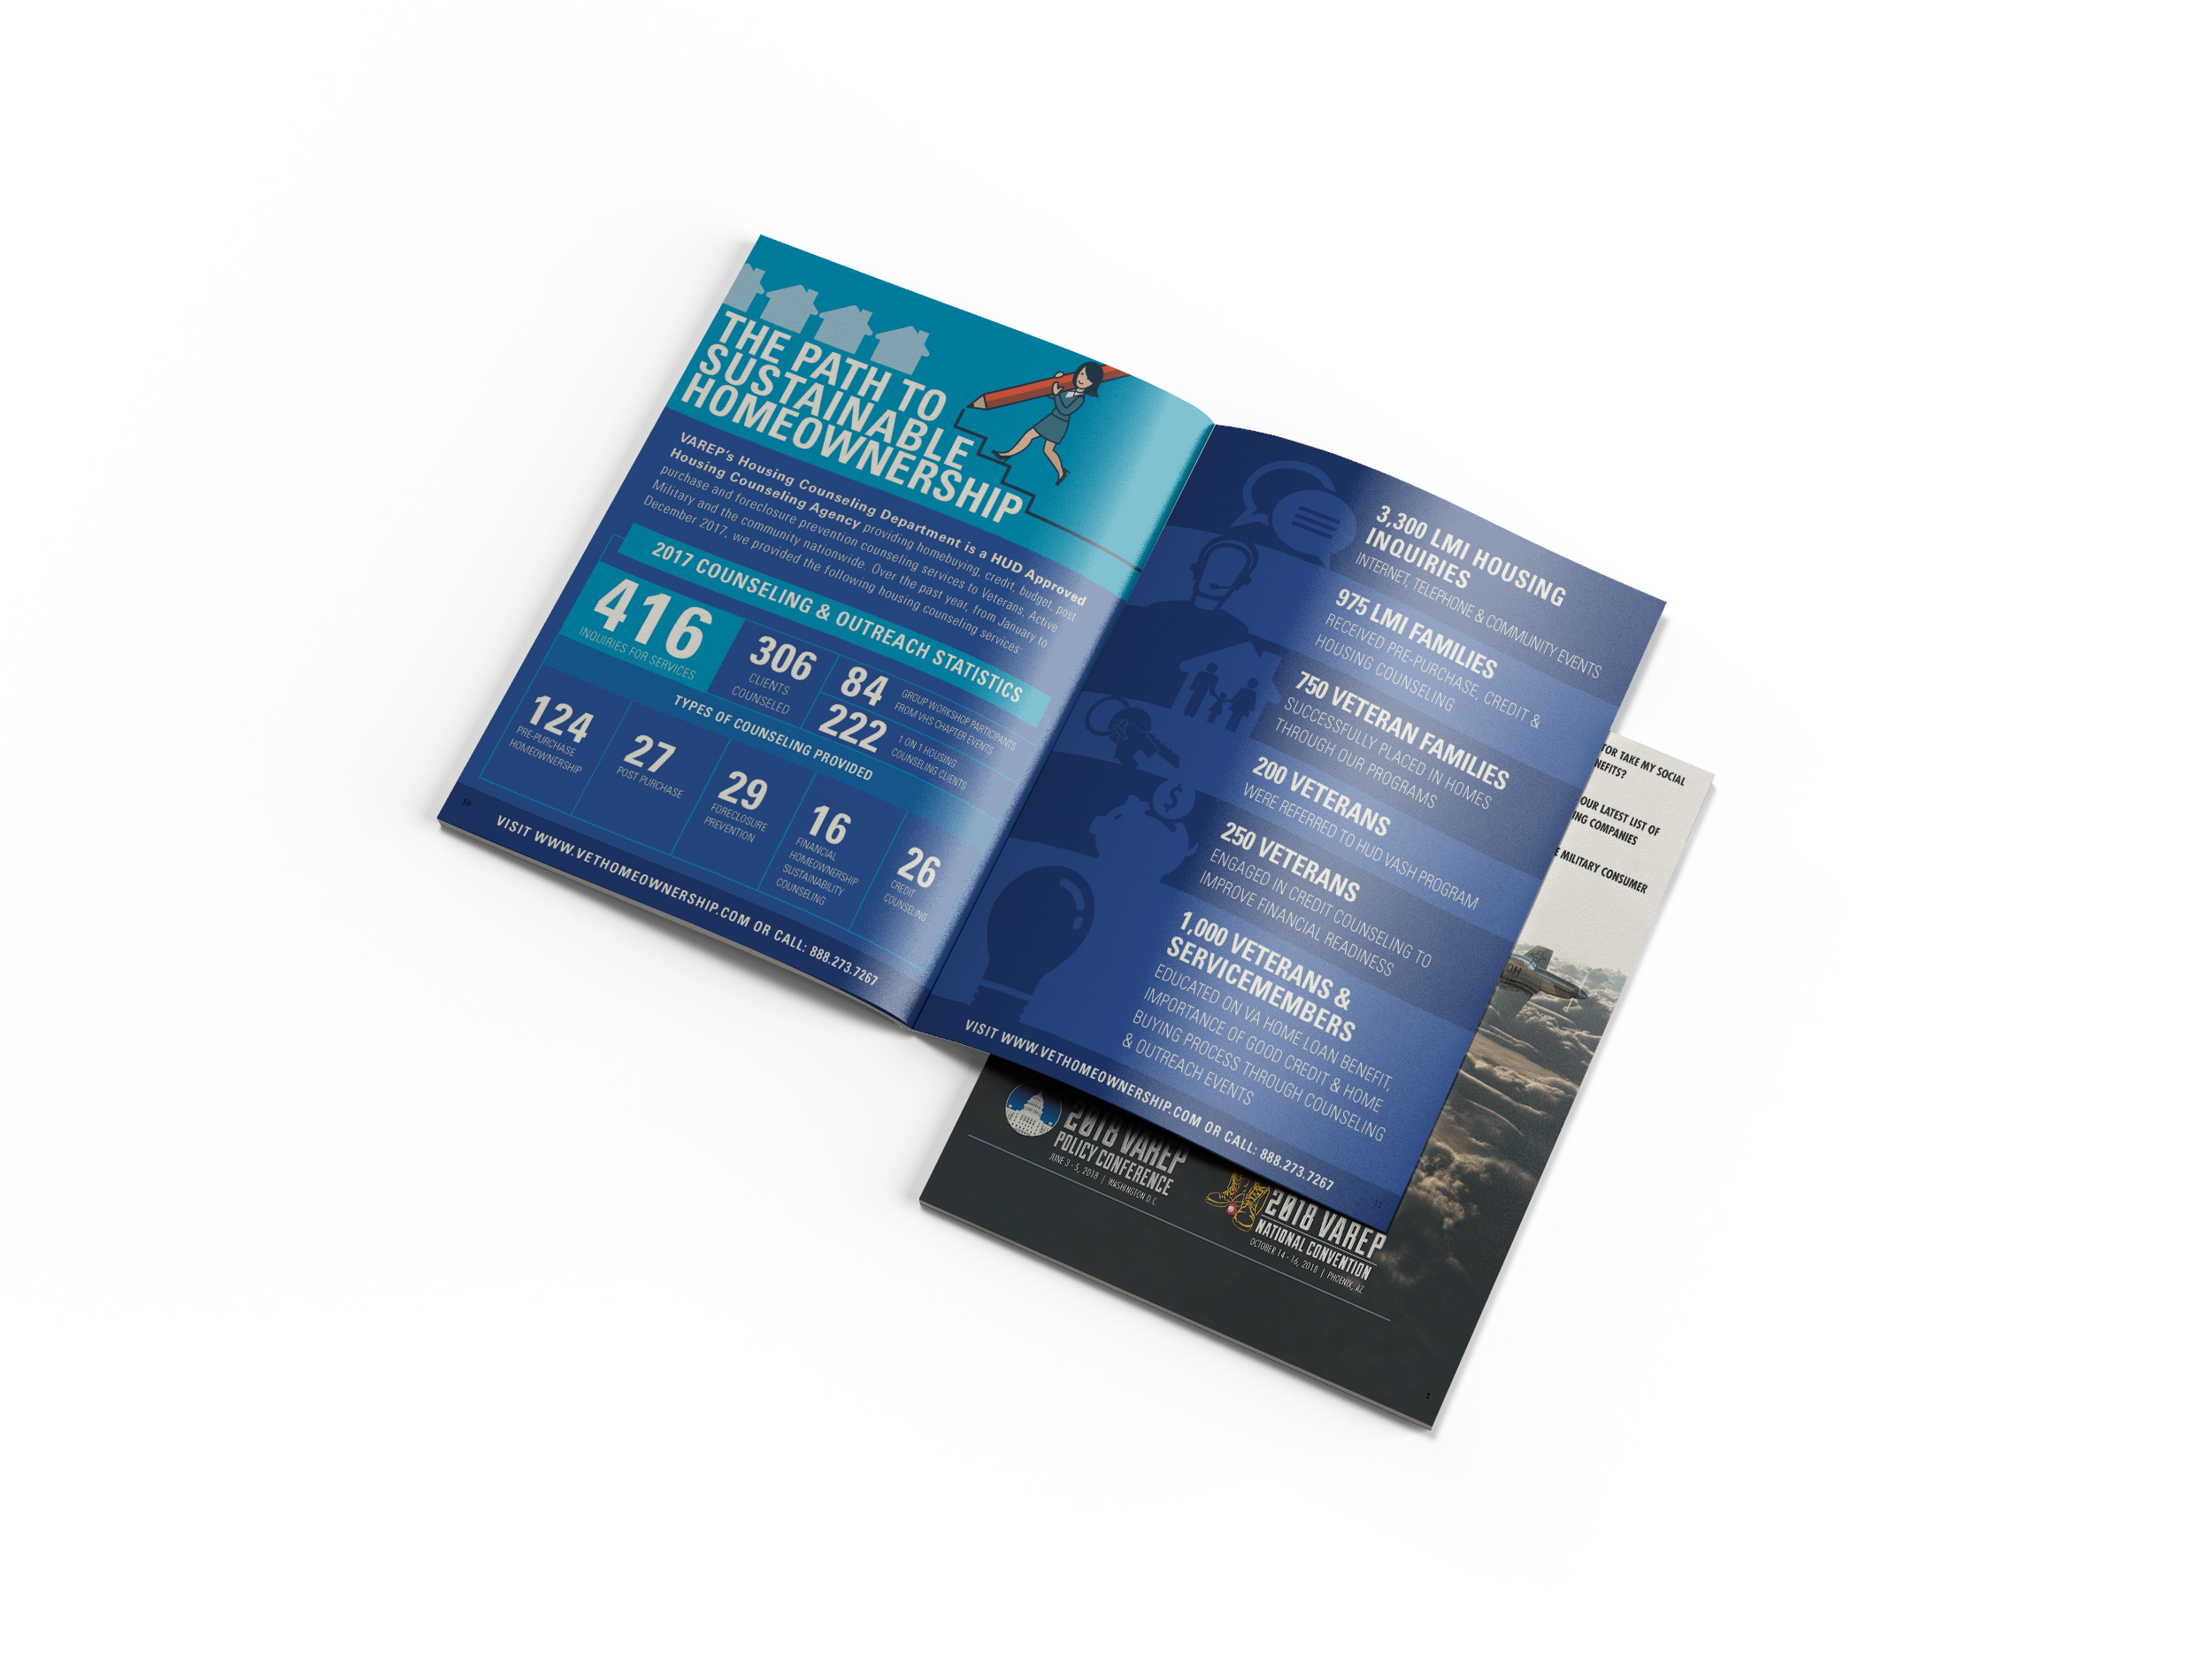 THE PATH TO
SUSTAINABLE
HOMEOWNERSHIP
VAREP's Housing Counseling Department is a HUD Approved
Housing Counseling Agency providing homebuying, credit, budget, post
purchase and foreclosure prevention counseling services to Veterans, Active
Military and the community nationwide. Over the past year, from January to
December 2017, we provided the following housing counseling services:
2017 COUNSELING & OUTREACH STATISTICS
416
INQUIRIES FOR SERVICES
306
CLIENTS
COUNSELED
84
GROUP WORKSHOP PARTICIPANTS
FROM VHS CHAPTER EVENTS
222
1 ON 1 HOUSING
COUNSELING CLIENTS
TYPES OF COUNSELING PROVIDED
124
PRE-PURCHASE
HOMEOWNERSHIP
27
POST PURCHASE
29
FORECLOSURE
PREVENTION
16
FINANCIAL
HOMEOWNERSHIP
SUSTAINABILITY
COUNSELING
26
CREDIT
COUNSELING
10
VISIT WWW.VETHOMEOWNERSHIP.COM OR CALL: 888.273.7267
3,300 LMI HOUSING
INQUIRIES
INTERNET, TELEPHONE & COMMUNITY EVENTS
975 LMI FAMILIES
RECEIVED PRE-PURCHASE, CREDIT &
HOUSING COUNSELING
750 VETERAN FAMILIES
SUCCESSFULLY PLACED IN HOMES
THROUGH OUR PROGRAMS
$
200 VETERANS
WERE REFERRED TO HUD VASH PROGRAM
250 VETERANS
ENGAGED IN CREDIT COUNSELING TO
IMPROVE FINANCIAL READINESS
1,000 VETERANS &
SERVICEMEMBERS
EDUCATED ON VA HOME LOAN BENEFIT,
IMPORTANCE OF GOOD CREDIT & HOME
BUYING PROCESS THROUGH COUNSELING
& OUTREACH EVENTS
VISIT WWW.VETHOMEOWNERSHIP.COM OR CALL: 888.273.7267
TOR TAKE MY SOCIAL
NEFITS?
OUR LATEST LIST OF
ING COMPANIES
E MILITARY CONSUMER
2018 VAREP
POLICY CONFERENCE
JUNE 3 - 5, 2018 | WASHINGTON D.C.
2018 VAREP
NATIONAL CONVENTION
OCTOBER 14 - 16, 2018 | PHOENIX, AZ